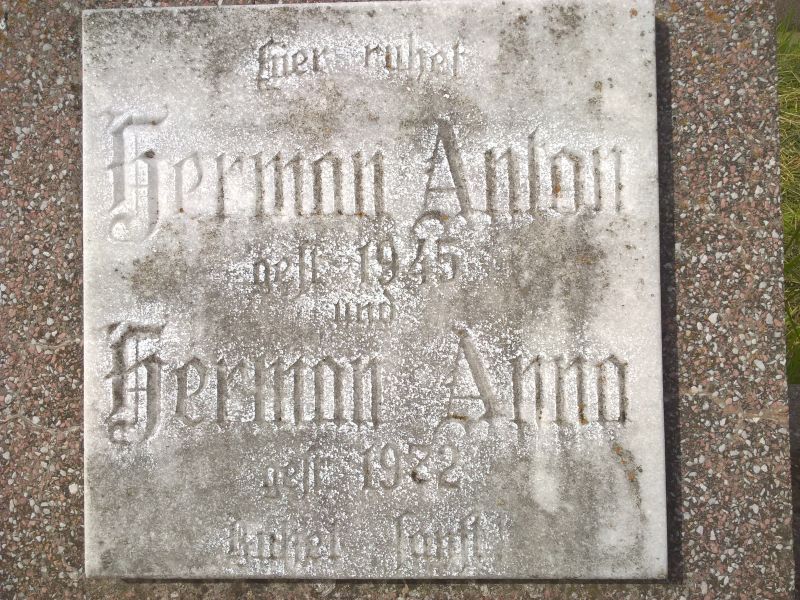 Hier ruhet
Herman Anton
gest 1945
und
Herman Anna
gest 1932
Ruhet sanft!